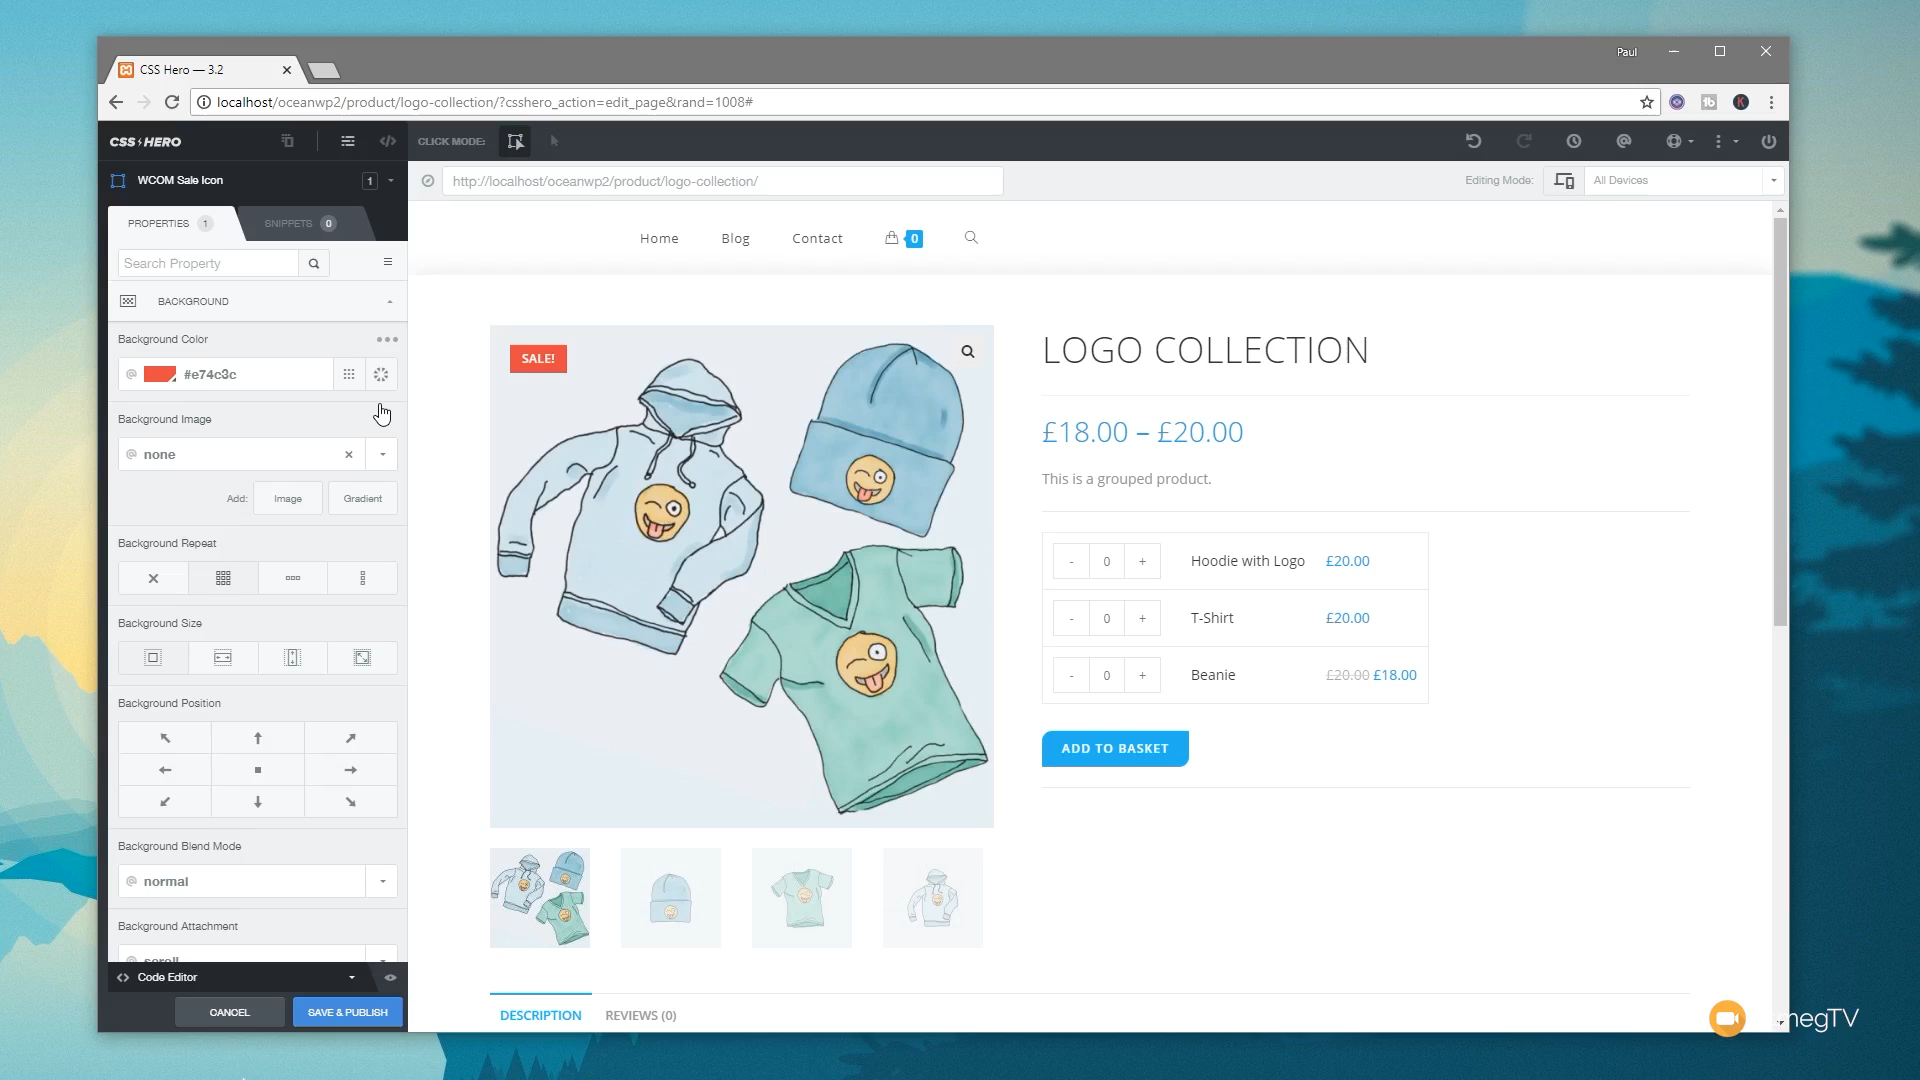 Paul
CSS Hero — 3.2
localhost/oceanwp2/product/logo-collection/?csshero_action=edit_page&rand=1008#
CSS HERO
CLICK MODE:
WCOM Sale Icon
1
http://localhost/oceanwp2/product/logo-collection/
Editing Mode:
All Devices
PROPERTIES 1
SNIPPETS 0
Search Property
BACKGROUND
Background Color
#e74c3c
Background Image
none
Add: Image Gradient
Background Repeat
Background Size
Background Position
Background Blend Mode
normal
Background Attachment
scroll
Code Editor
CANCEL
SAVE & PUBLISH
Home Blog Contact 0
SALE!
LOGO COLLECTION
£18.00 – £20.00
This is a grouped product.
- 0 + Hoodie with Logo £20.00
- 0 + T-Shirt £20.00
- 0 + Beanie £20.00 £18.00
ADD TO BASKET
DESCRIPTION REVIEWS (0)